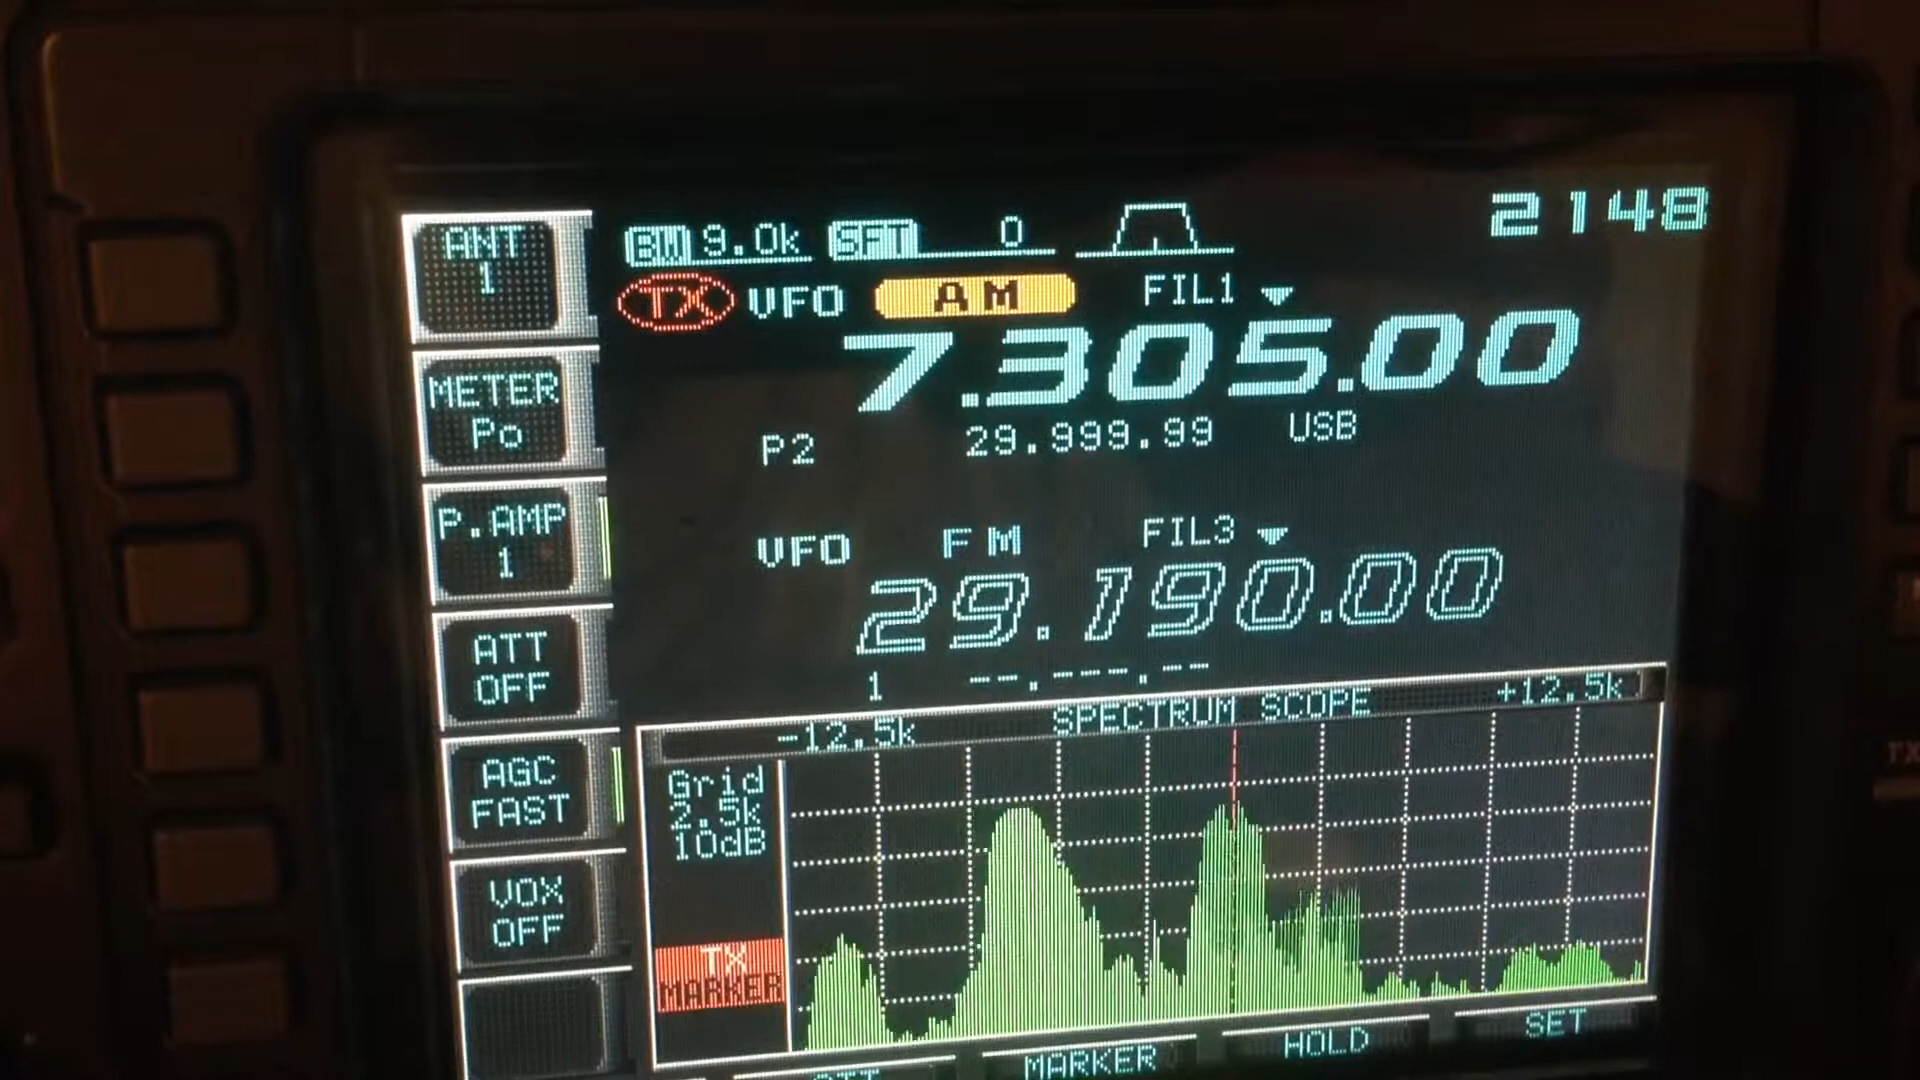 ANT
1
METER
Po
P.AMP
1
ATT
OFF
AGC
FAST
VOX
OFF
BW 9.0k SFT 0
2148
TX VFO AM FIL1
7.305.00
P2 29.999.99 USB
VFO FM FIL3
29.190.00
1 --.---.--
-12.5k SPECTRUM SCOPE +12.5k
Grid
2.5k
10dB
TX
MARKER
MARKER HOLD SET
TX